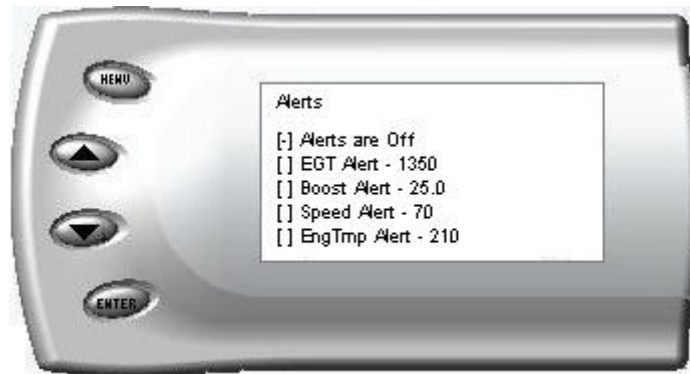 MENU
Alerts
[-] Alerts are Off
[ ] EGT Alert - 1350
[ ] Boost Alert - 25.0
[ ] Speed Alert - 70
[ ] EngTmp Alert - 210
ENTER